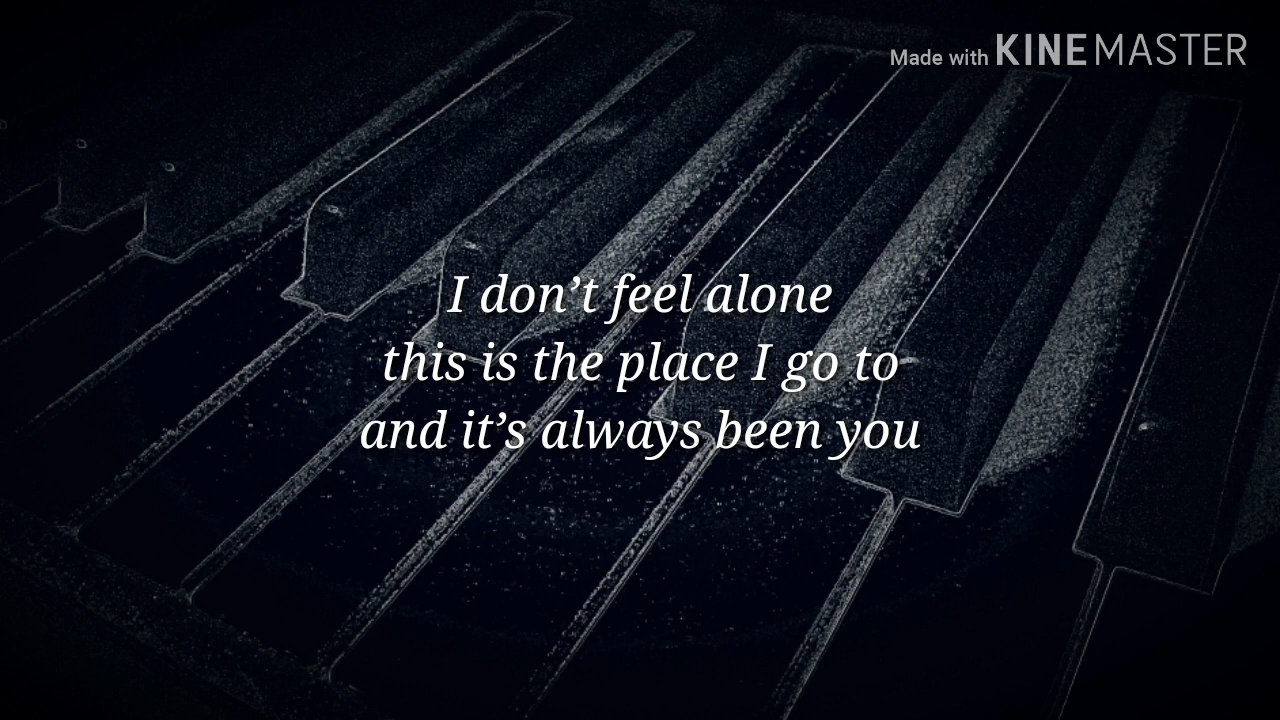 Made with KINEMASTER
I don’t feel alone
this is the place I go to
and it’s always been you